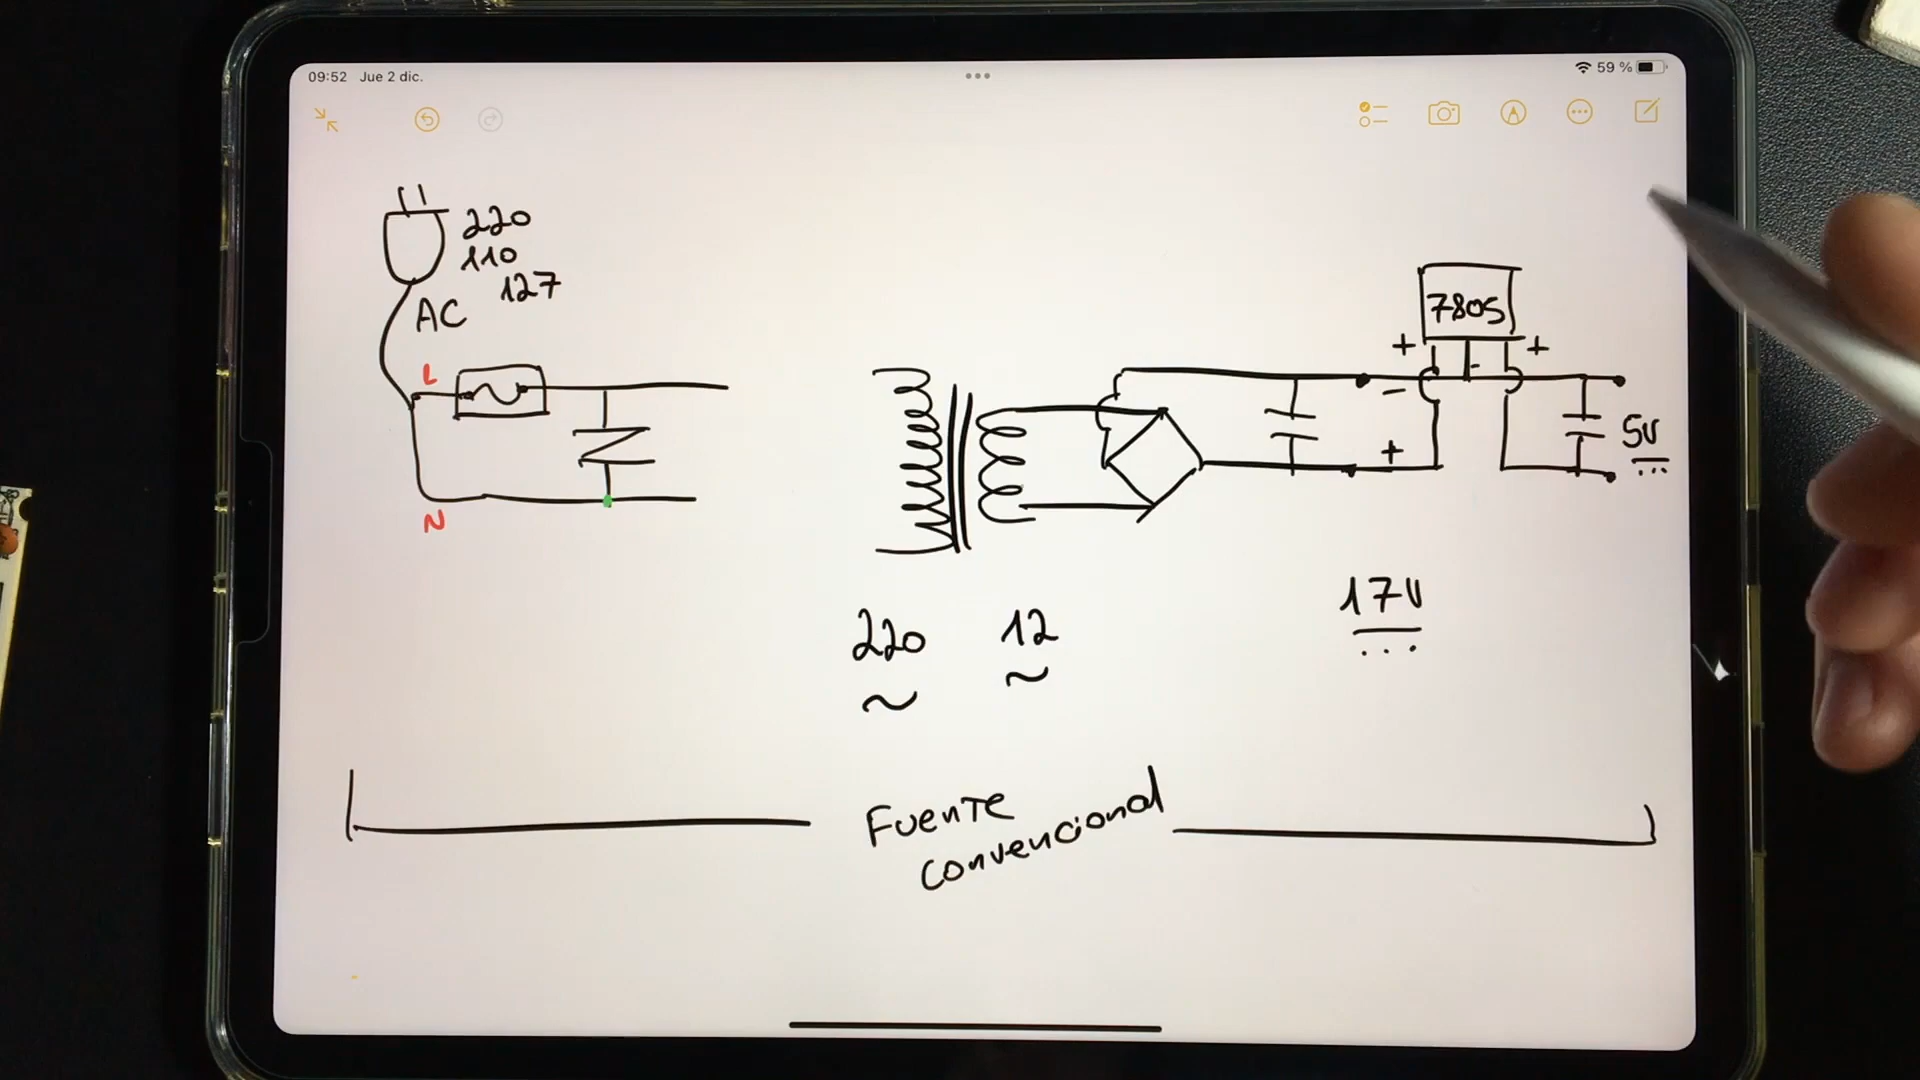 09:52 Jue 2 dic.
59 %
220
110
127
AC
L
N
7805
+ - +
-
+
5V
220 12
~ ~
17V
Fuente
convencional